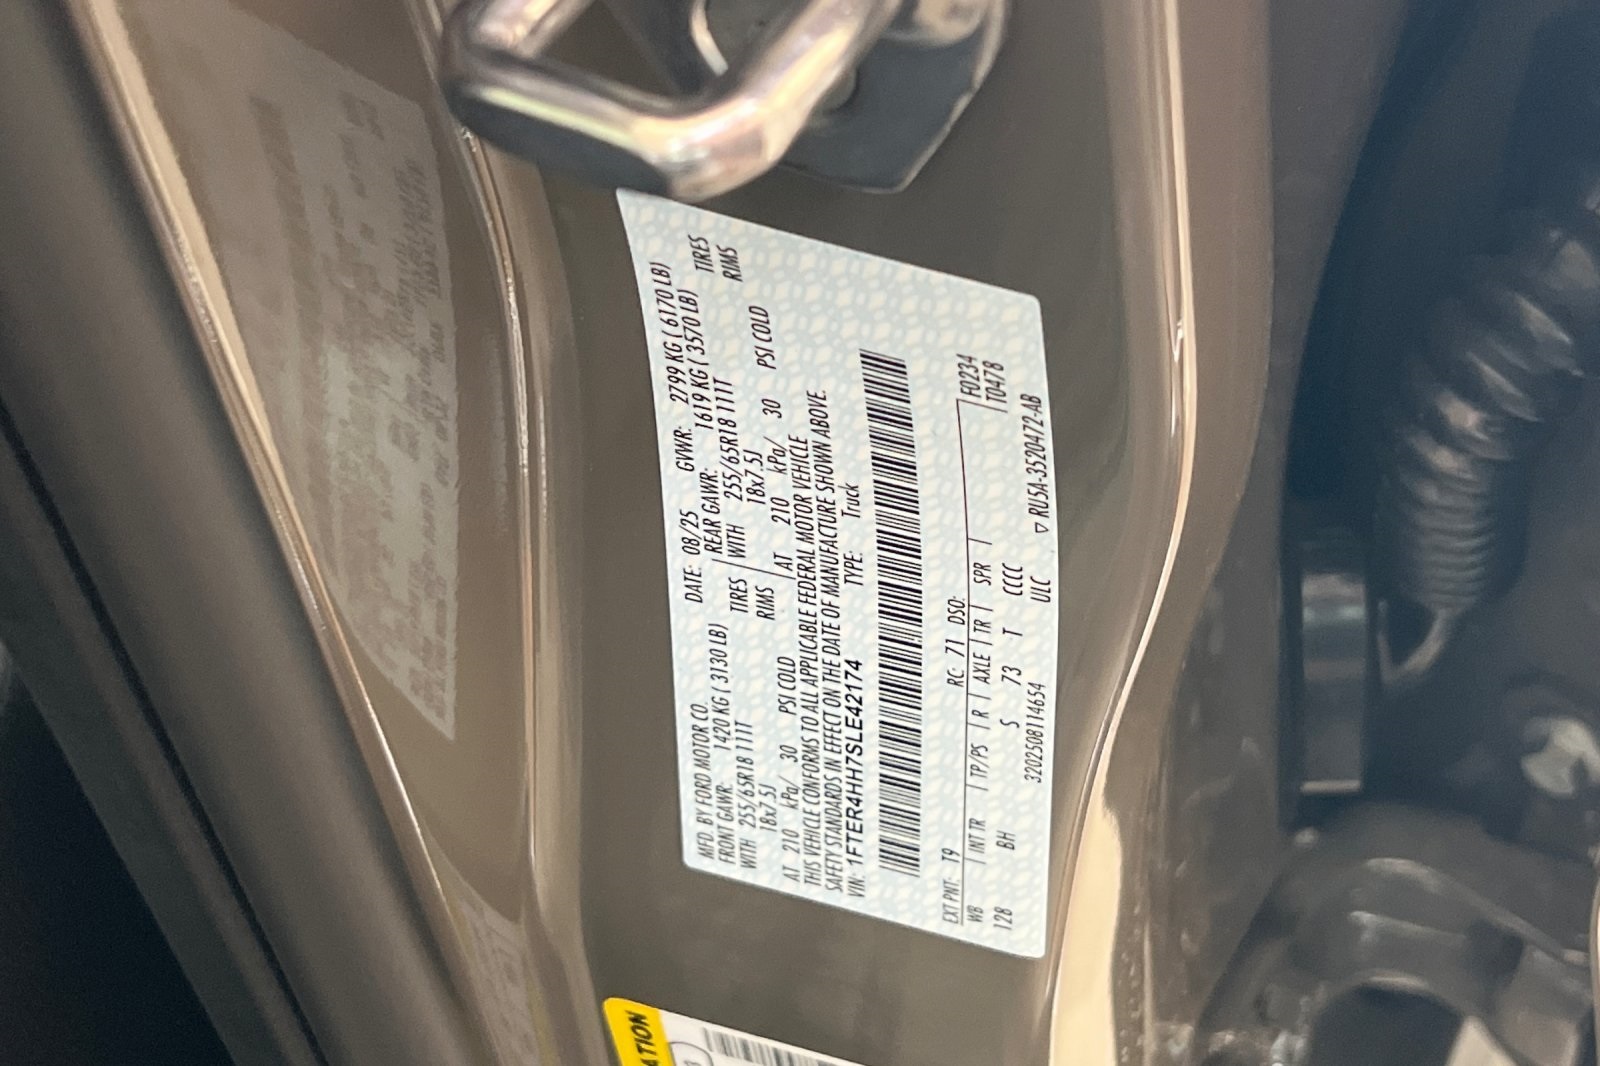 MFD. BY FORD MOTOR CO.
DATE: 08/25 GVWR: 2799 KG ( 6170 LB)
FRONT GAWR: 1420 KG ( 3130 LB) REAR GAWR: 1619 KG ( 3570 LB)
WITH 255/65R18 111T TIRES WITH 255/65R18 111T TIRES
18x7.5J RIMS 18x7.5J RIMS
AT 210 kPa/ 30 PSI COLD AT 210 kPa/ 30 PSI COLD
THIS VEHICLE CONFORMS TO ALL APPLICABLE FEDERAL MOTOR VEHICLE
SAFETY STANDARDS IN EFFECT ON THE DATE OF MANUFACTURE SHOWN ABOVE.
VIN: 1FTER4HH7SLE42174 TYPE: Truck
EXT PNT: T9 RC: 71 DSO: F0234
WB INT TR TP/PS R AXLE TR SPR T0478
128 BH S 73 T CCCC
3202508114654 ULC ▽ RU5A-3520472-AB
ATION